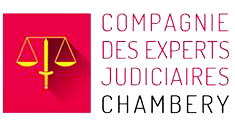 COMPAGNIE
DES EXPERTS
JUDICIAIRES
CHAMBERY